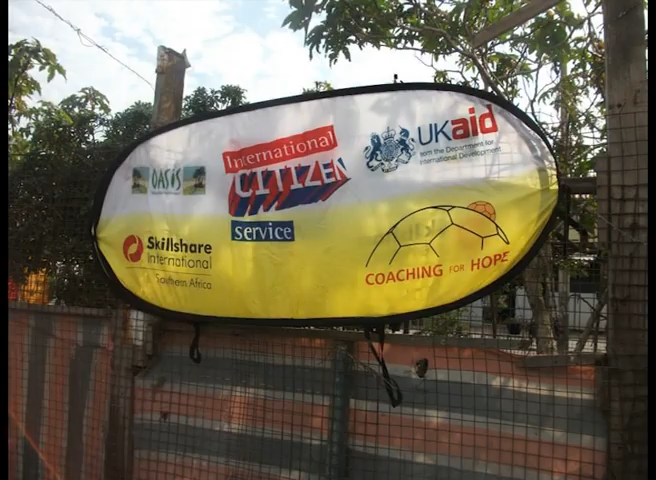 OASIS
International
CITIZEN
service
UKaid
from the Department for
International Development
Skillshare
International
Southern Africa
COACHING FOR HOPE